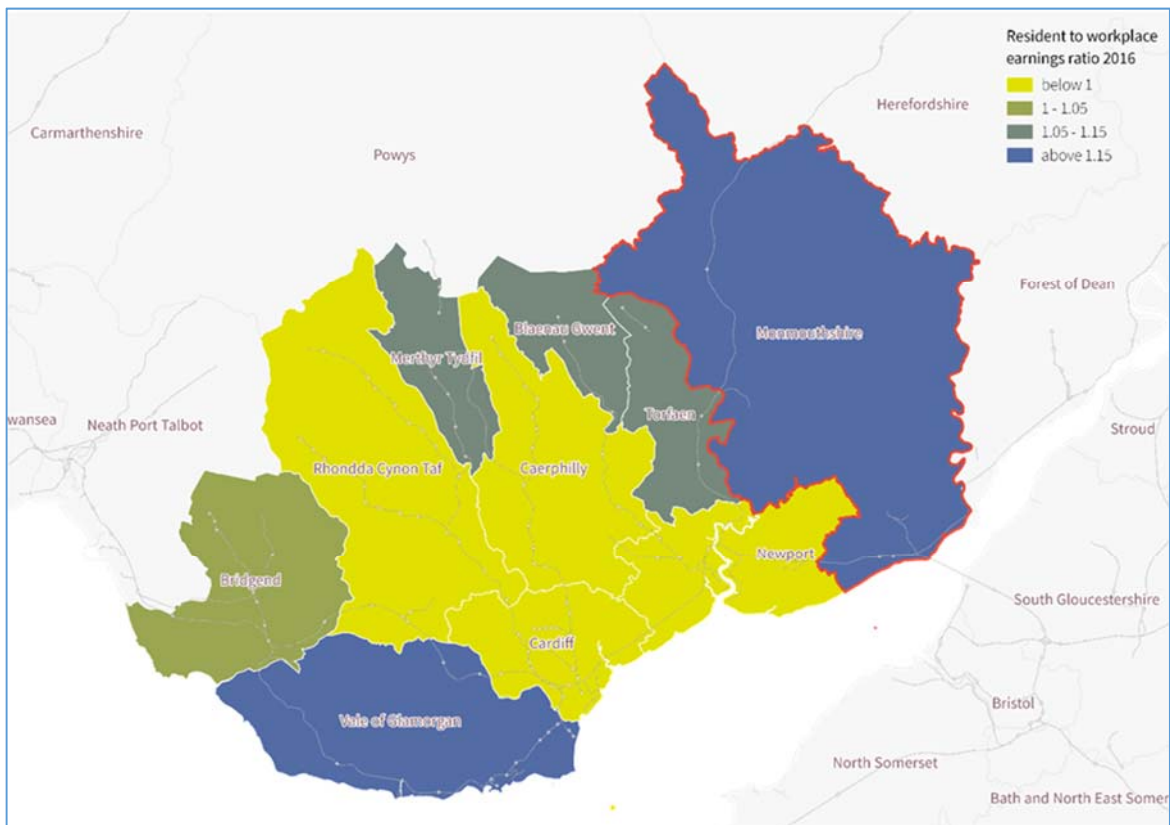 Resident to workplace
earnings ratio 2016
below 1
1 - 1.05
1.05 - 1.15
above 1.15
Herefordshire
Carmarthenshire
Powys
Forest of Dean
Blaenau Gwent
Monmouthshire
Merthyr Tydfil
Torfaen
wansea
Neath Port Talbot
Stroud
Rhondda Cynon Taf
Caerphilly
Newport
Bridgend
South Gloucestershire
Cardiff
Bristol
Vale of Glamorgan
North Somerset
Bath and North East Somer